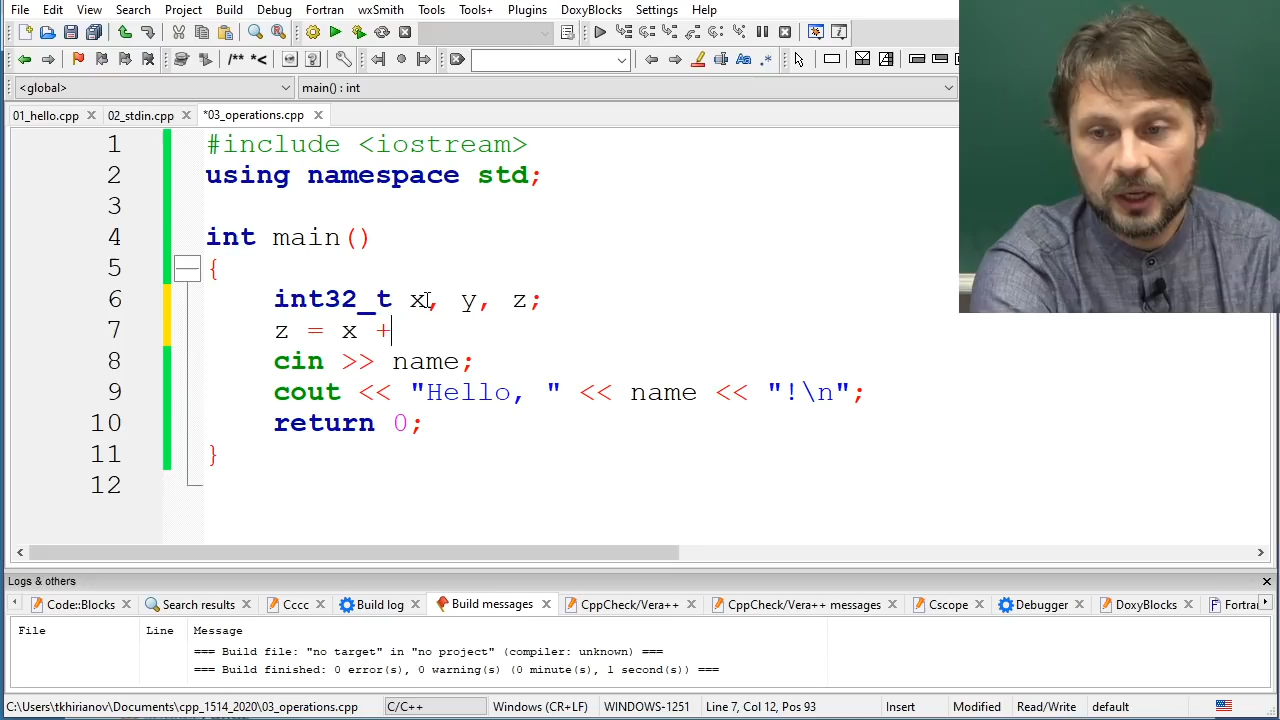 File Edit View Search Project Build Debug Fortran wxSmith Tools Tools+ Plugins DoxyBlocks Settings Help
/** *<
<global> main() : int
01_hello.cpp 02_stdin.cpp *03_operations.cpp
1 #include <iostream>
2 using namespace std;
3
4 int main()
5 {
6 int32_t x, y, z;
7 z = x +
8 cin >> name;
9 cout << "Hello, " << name << "!\n";
10 return 0;
11 }
12
Logs & others
Code::Blocks Search results Cccc Build log Build messages CppCheck/Vera++ CppCheck/Vera++ messages Cscope Debugger DoxyBlocks Fortran
File Line Message
=== Build file: "no target" in "no project" (compiler: unknown) ===
=== Build finished: 0 error(s), 0 warning(s) (0 minute(s), 1 second(s)) ===
C:\Users\tkhirianov\Documents\cpp_1514_2020\03_operations.cpp C/C++ Windows (CR+LF) WINDOWS-1251 Line 7, Col 12, Pos 93 Insert Modified Read/Write default